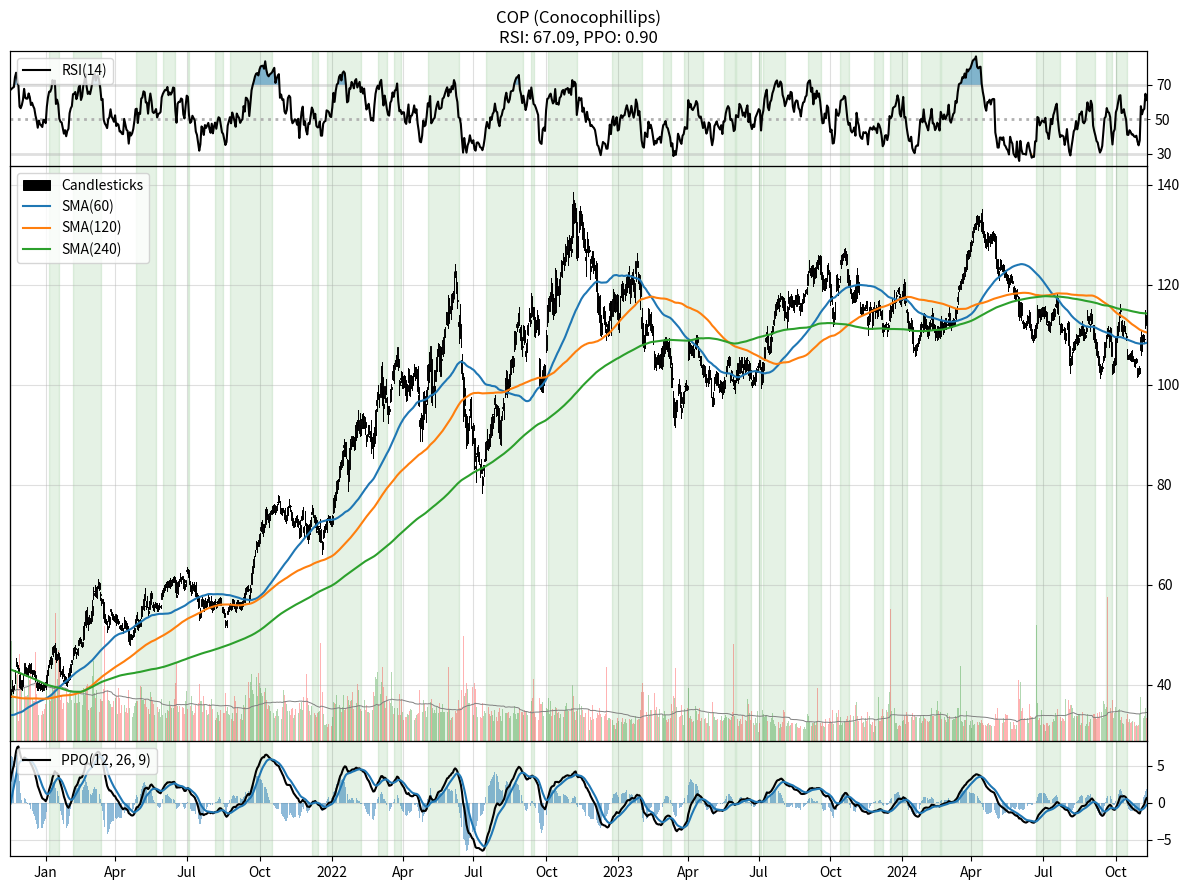 COP (Conocophillips)
RSI: 67.09, PPO: 0.90
RSI(14)
70
50
30
Candlesticks
SMA(60)
SMA(120)
SMA(240)
140
120
100
80
60
40
PPO(12, 26, 9)
5
0
−5
Jan Apr Jul Oct 2022 Apr Jul Oct 2023 Apr Jul Oct 2024 Apr Jul Oct